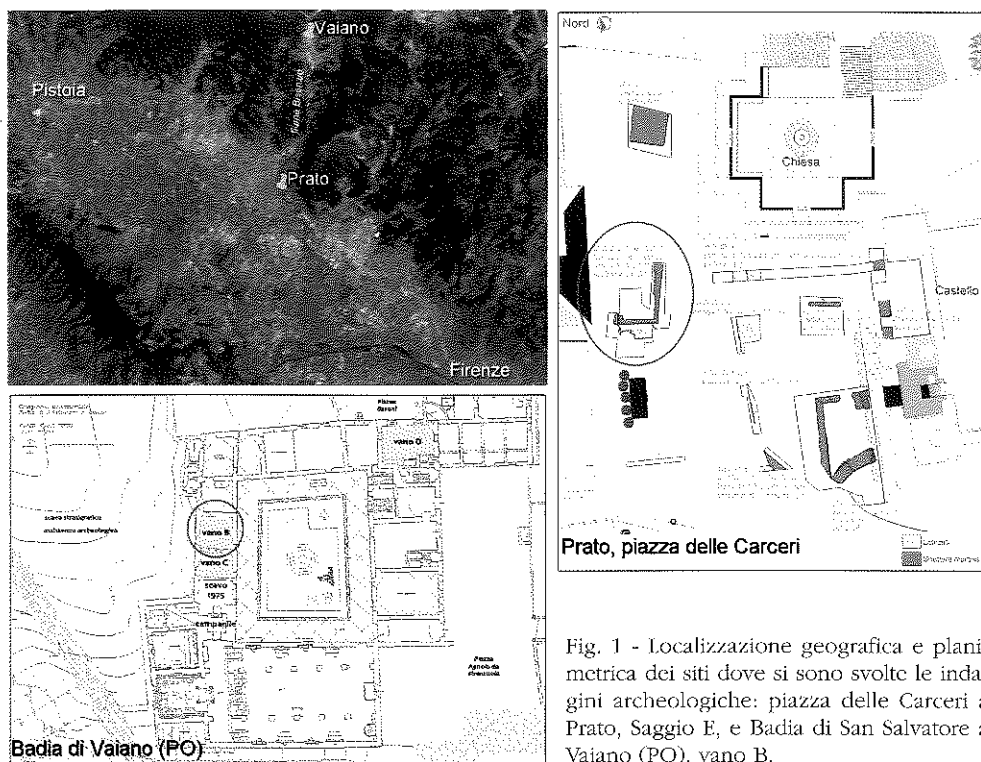 Vaiano
Pistoia
Prato
Firenze
Nord
Chiesa
Castello
Prato, piazza delle Carceri
vano B
vano C
scavo
1975
campanile
Piazza
Badia di Vaiano (PO)
Fig. 1 - Localizzazione geografica e plani-
metrica dei siti dove si sono svolte le inda-
gini archeologiche: piazza delle Carceri a
Prato, Saggio E, e Badia di San Salvatore a
Vaiano (PO), vano B.